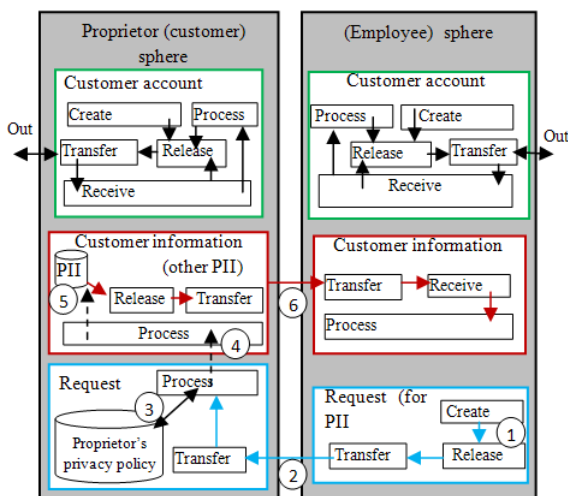 Proprietor (customer)
sphere
Customer account
Create
Process
Out
Transfer
Release
Receive
Customer information
(other PII)
PII
5
Release
Transfer
Process
4
Request
Process
3
Proprietor's
privacy policy
Transfer
(Employee) sphere
Customer account
Process
Create
Out
Release
Transfer
Receive
Customer information
6
Transfer
Receive
Process
Request (for
PII
Create
1
2
Transfer
Release